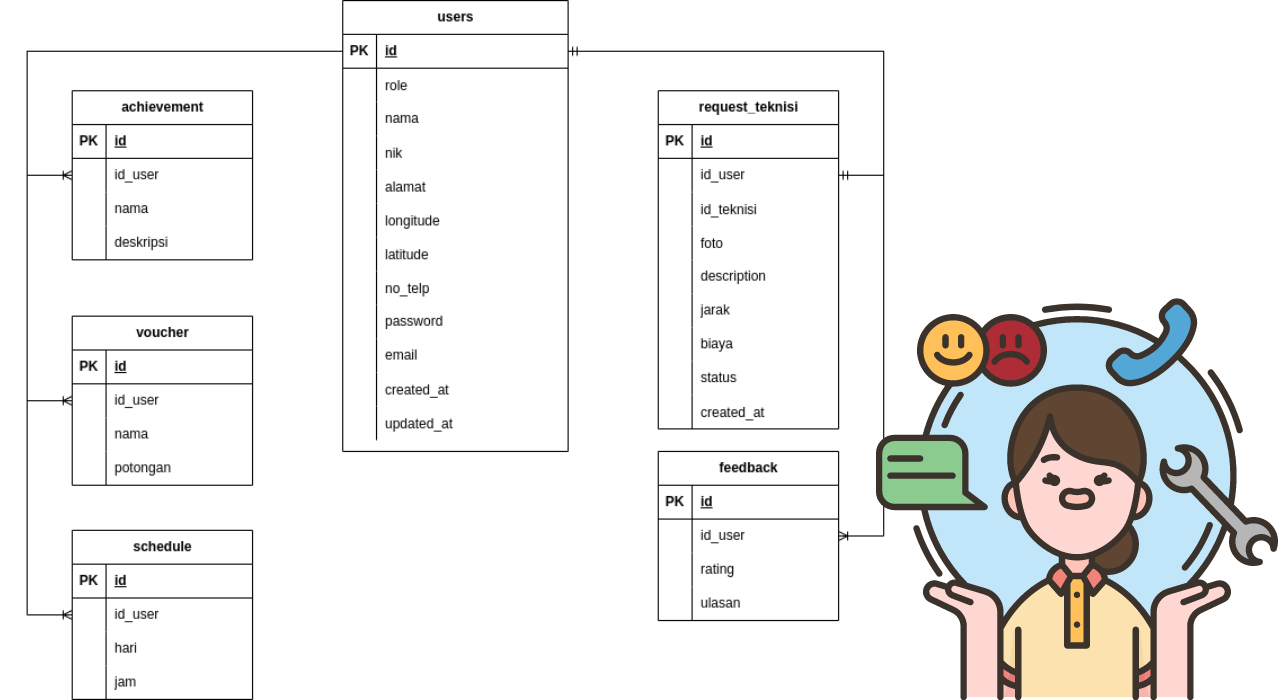 users
PK id
role
nama
nik
alamat
longitude
latitude
no_telp
password
email
created_at
updated_at
achievement
PK id
id_user
nama
deskripsi
voucher
PK id
id_user
nama
potongan
schedule
PK id
id_user
hari
jam
request_teknisi
PK id
id_user
id_teknisi
foto
description
jarak
biaya
status
created_at
feedback
PK id
id_user
rating
ulasan